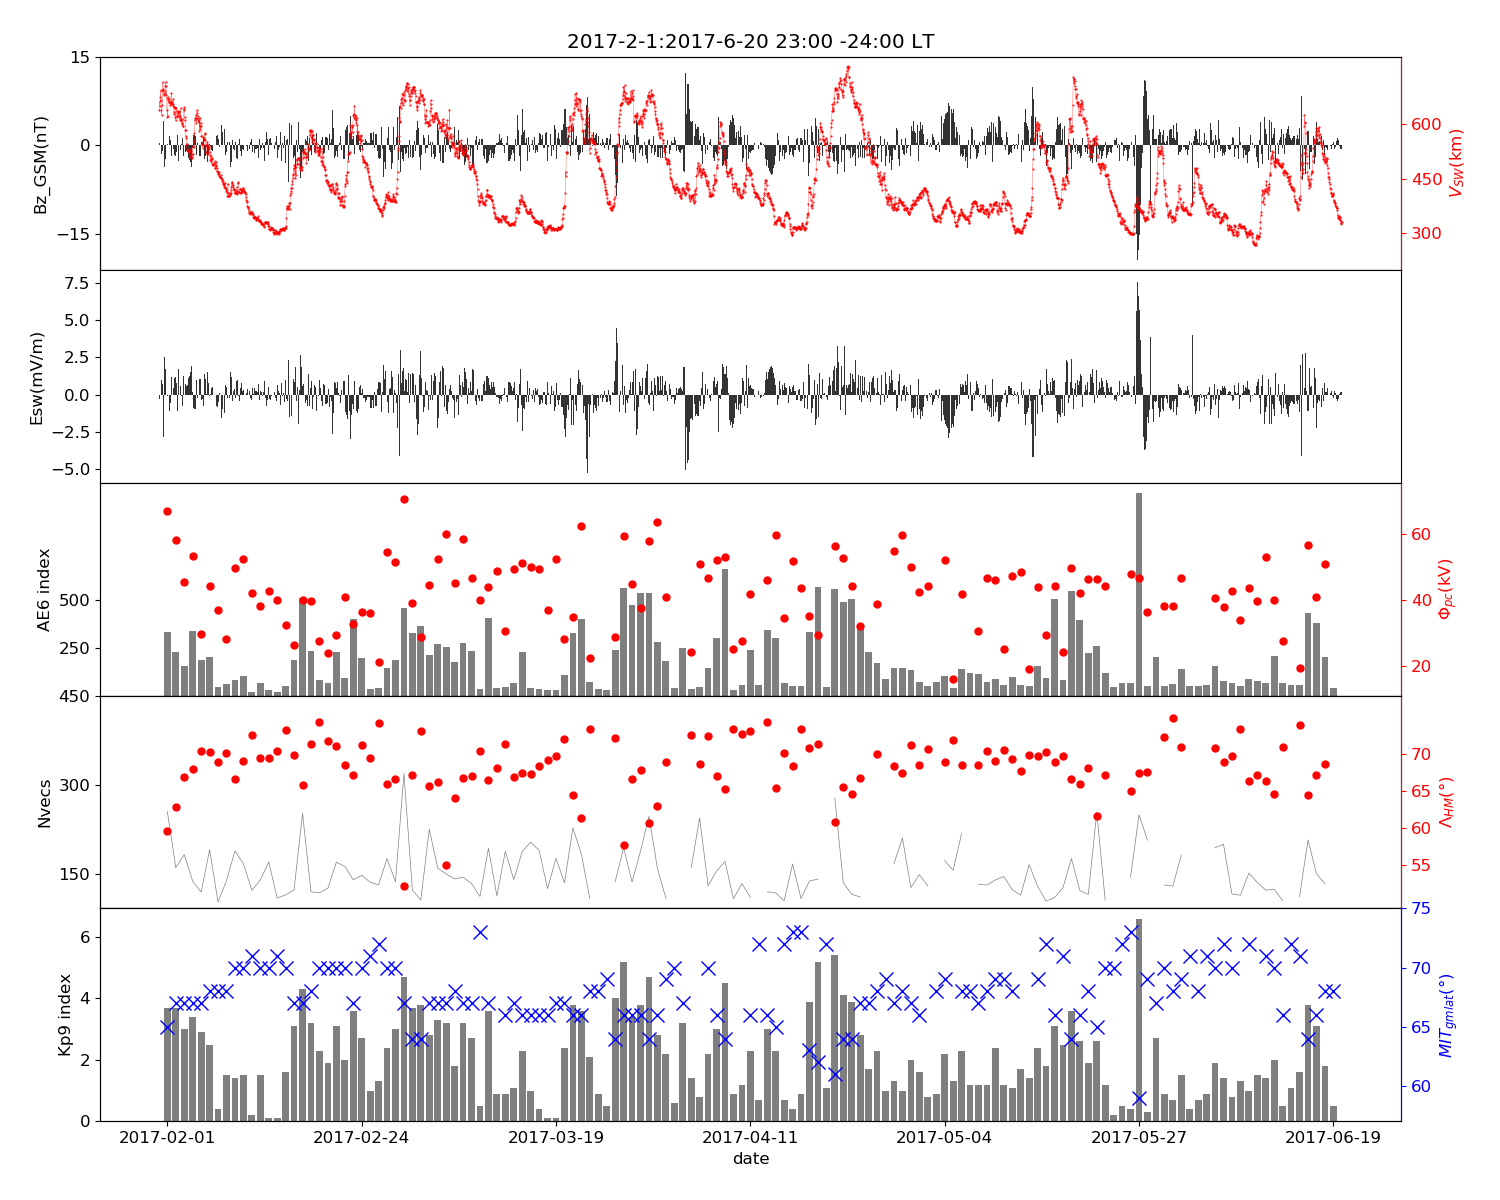 2017-2-1:2017-6-20 23:00 -24:00 LT
15
0
−15
Bz_GSM(nT)
600
450
300
V_SW(km)
7.5
5.0
2.5
0.0
−2.5
−5.0
Esw(mV/m)
500
250
AE6 index
60
40
20
Φ_pc(kV)
450
300
150
Nvecs
70
65
60
55
Λ_HM(°)
6
4
2
0
Kp9 index
75
70
65
60
MIT_gmlat(°)
2017-02-01 2017-02-24 2017-03-19 2017-04-11 2017-05-04 2017-05-27 2017-06-19
date